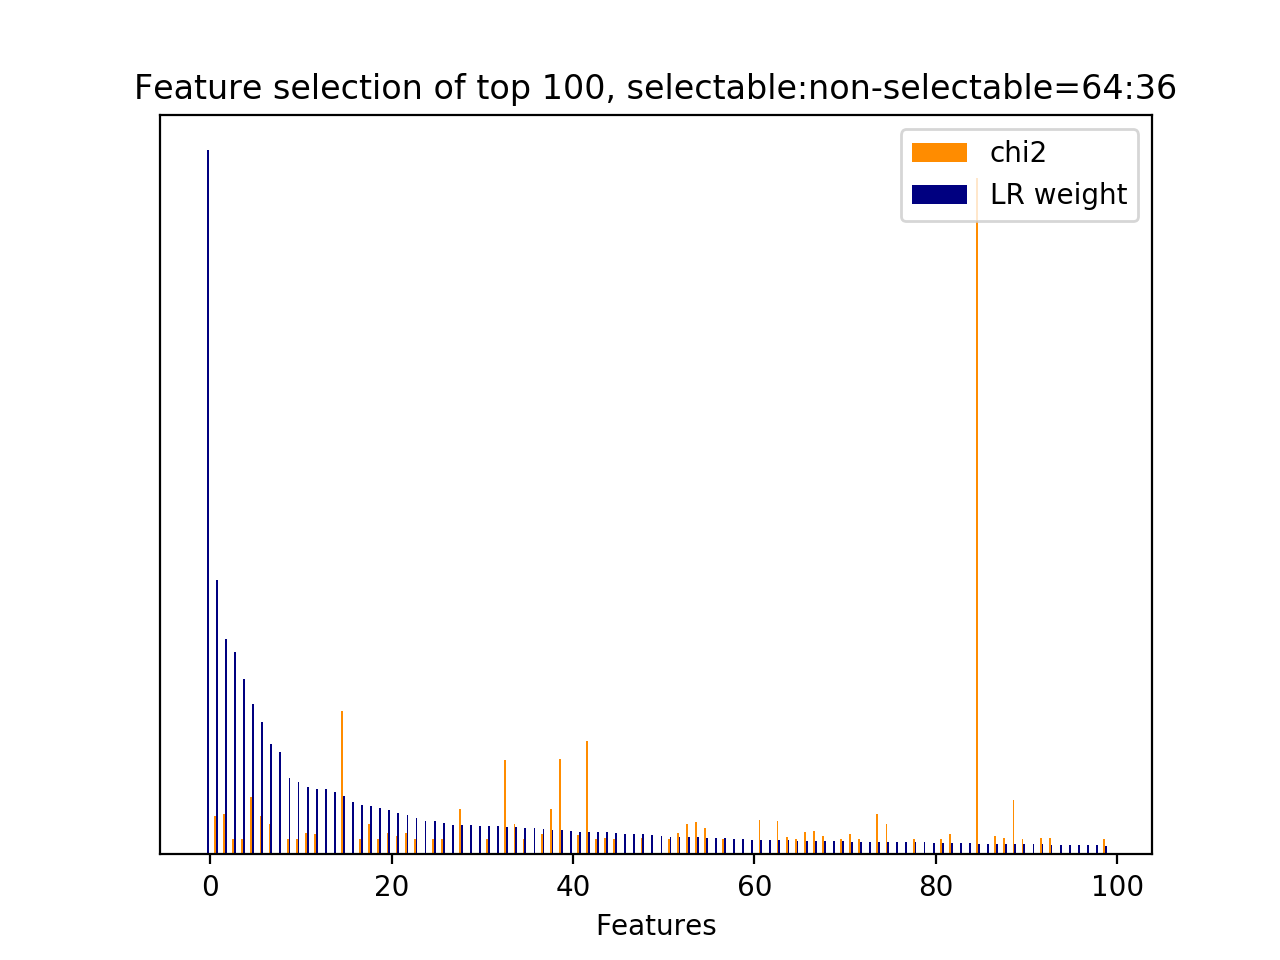 Feature selection of top 100, selectable:non-selectable=64:36
chi2
LR weight
0 20 40 60 80 100
Features